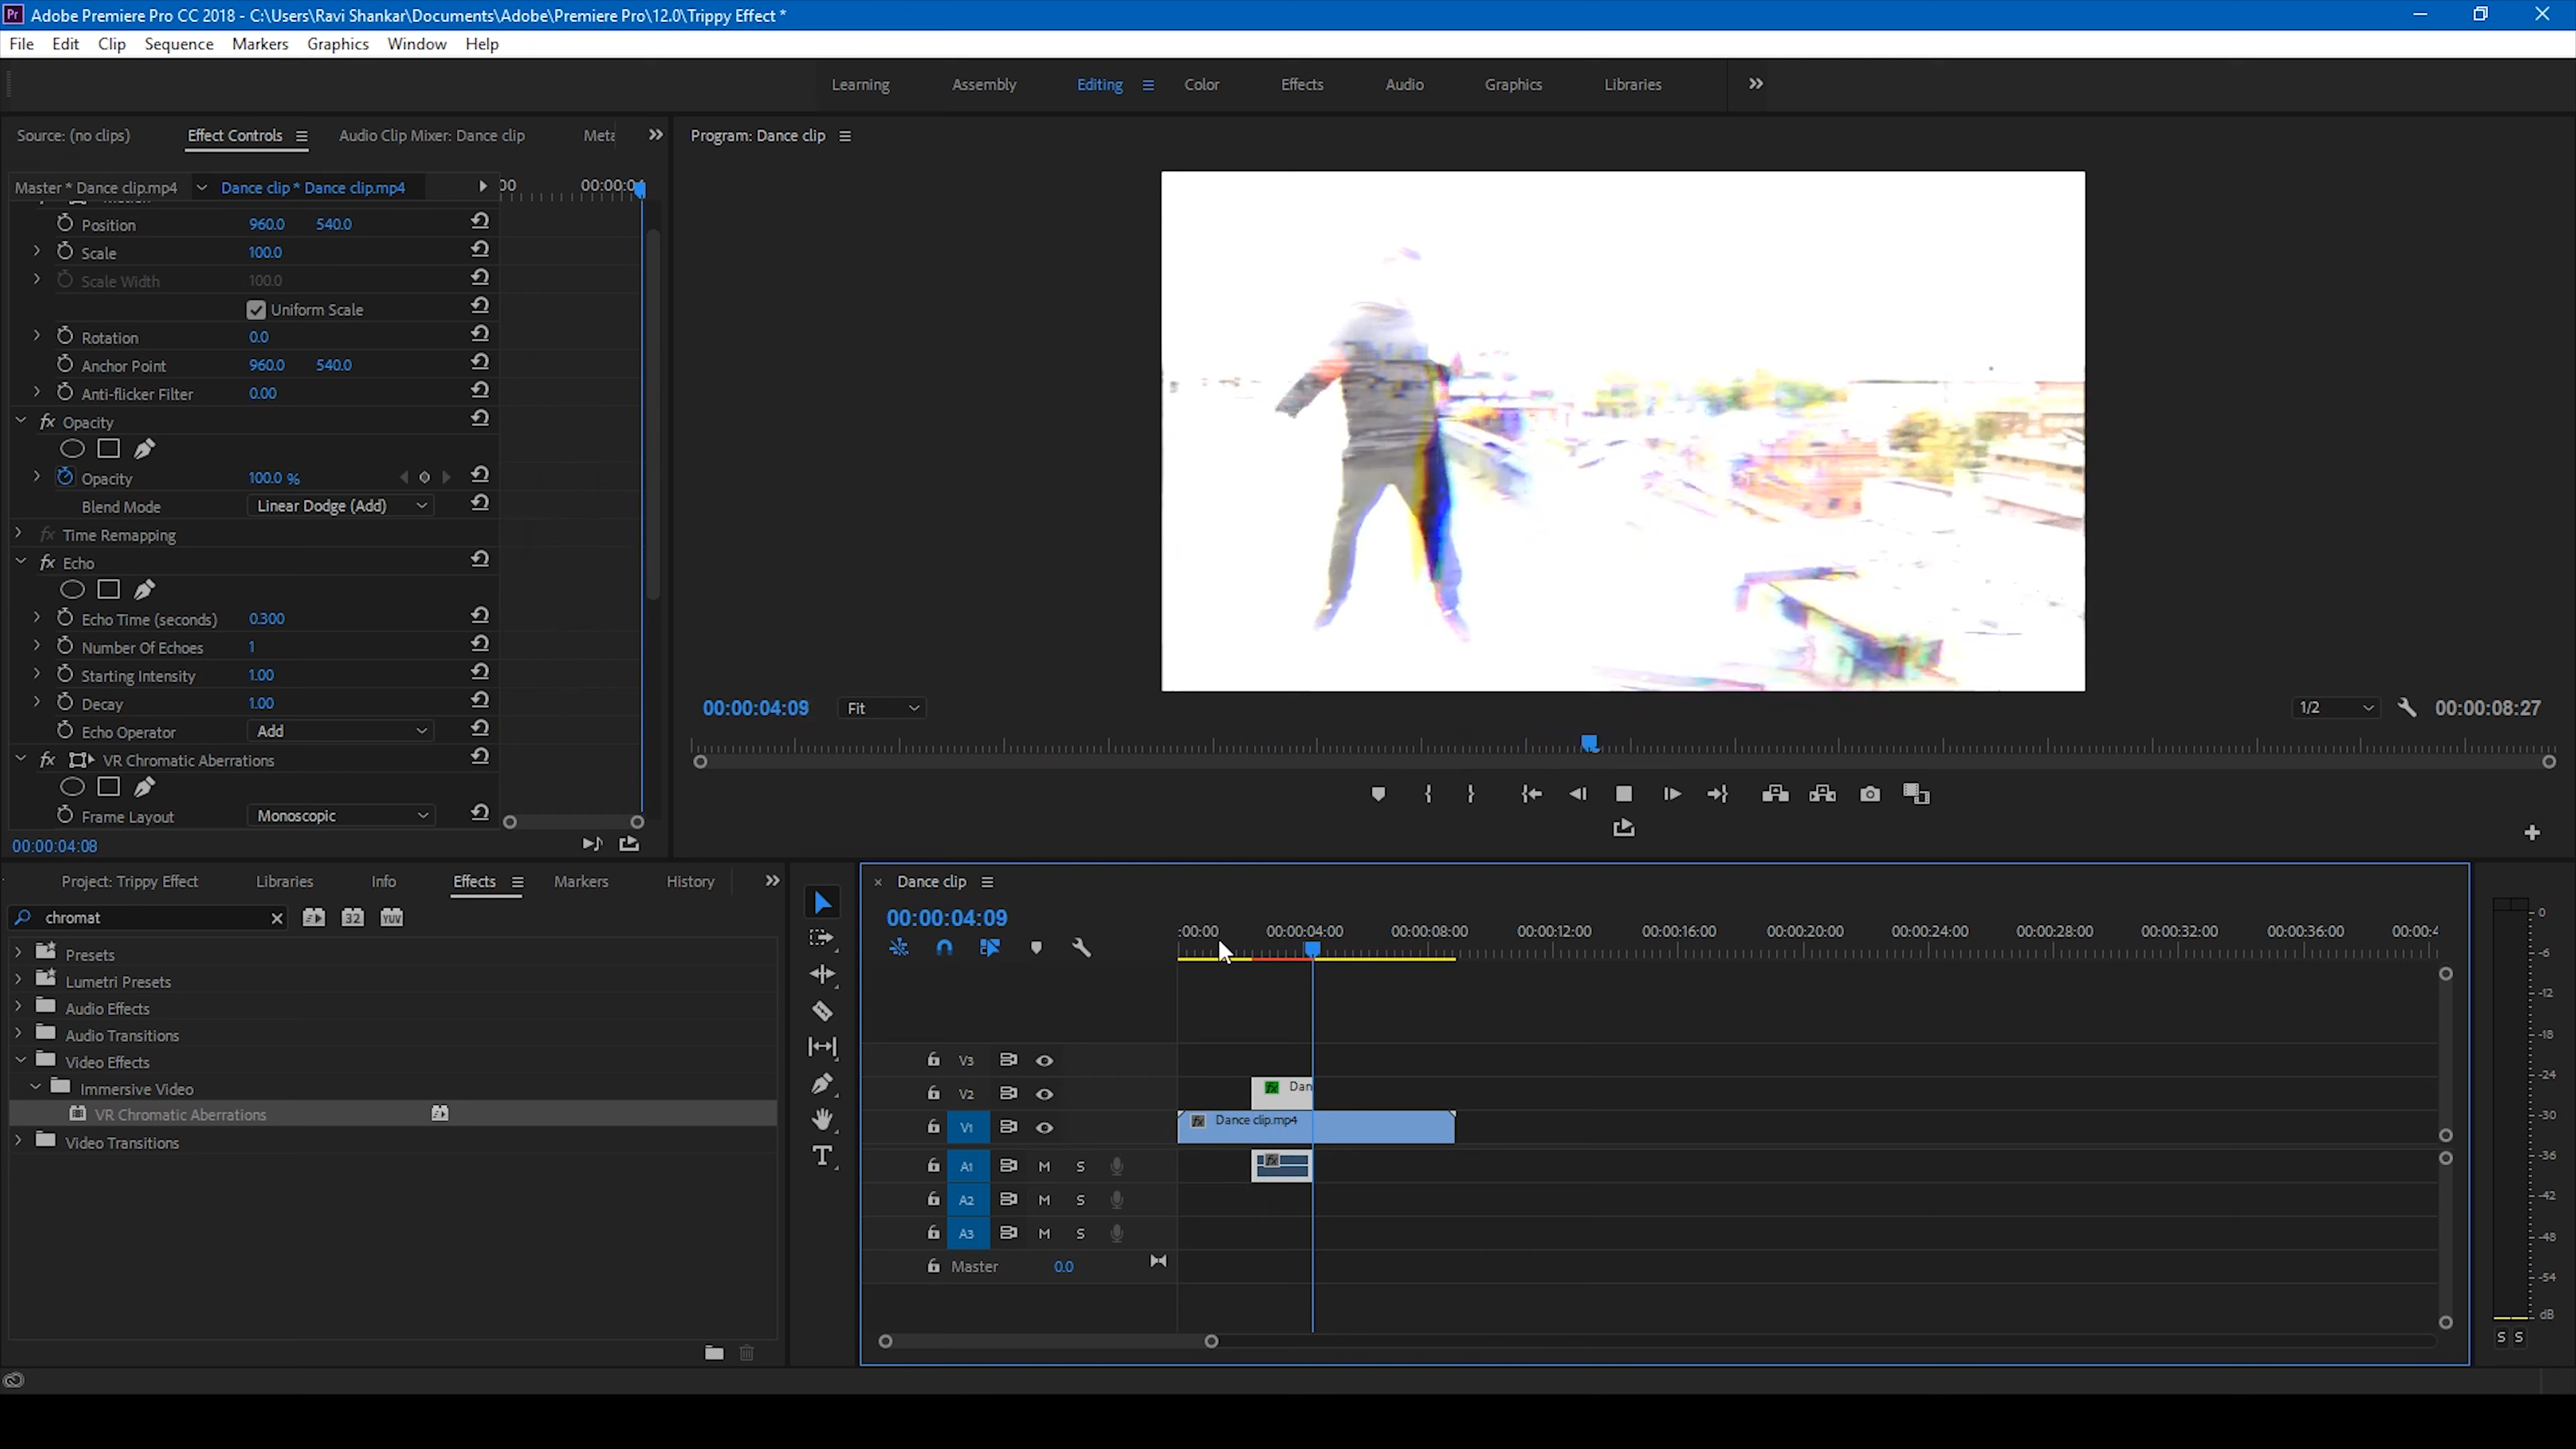 Pr Adobe Premiere Pro CC 2018 - C:\Users\Ravi Shankar\Documents\Adobe\Premiere Pro\12.0\Trippy Effect *
File Edit Clip Sequence Markers Graphics Window Help
Learning Assembly Editing Color Effects Audio Graphics Libraries
Source: (no clips) Effect Controls Audio Clip Mixer: Dance clip Meta
Program: Dance clip
Master * Dance clip.mp4 Dance clip * Dance clip.mp4 00 00:00:04
Position 960.0 540.0
Scale 100.0
Scale Width 100.0
Uniform Scale
Rotation 0.0
Anchor Point 960.0 540.0
Anti-flicker Filter 0.00
fx Opacity
Opacity 100.0 %
Blend Mode Linear Dodge (Add)
fx Time Remapping
fx Echo
Echo Time (seconds) 0.300
Number Of Echoes 1
Starting Intensity 1.00
Decay 1.00
Echo Operator Add
fx VR Chromatic Aberrations
Frame Layout Monoscopic
00:00:04:08
00:00:04:09 Fit 1/2 00:00:08:27
Project: Trippy Effect Libraries Info Effects Markers History
chromat 32 YUV
Presets
Lumetri Presets
Audio Effects
Audio Transitions
Video Effects
Immersive Video
VR Chromatic Aberrations
Video Transitions
Dance clip
00:00:04:09
:00:00 00:00:04:00 00:00:08:00 00:00:12:00 00:00:16:00 00:00:20:00 00:00:24:00 00:00:28:00 00:00:32:00 00:00:36:00 00:00:4
V3
V2 fx Dan
V1 fx Dance clip.mp4
A1 M S fx
A2 M S
A3 M S
Master 0.0
0
-6
-12
-18
-24
-30
-36
-42
-48
-54
dB
S S